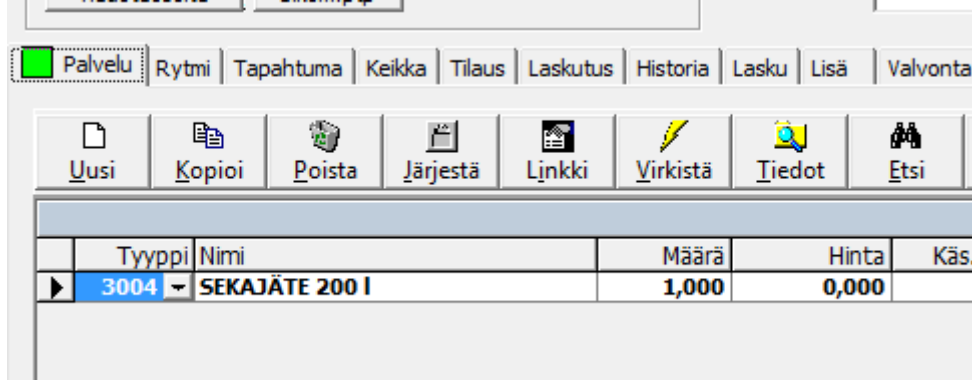 Palvelu Rytmi Tapahtuma Keikka Tilaus Laskutus Historia Lasku Lisä Valvonta
Uusi Kopioi Poista Järjestä Linkki Virkistä Tiedot Etsi
Tyyppi Nimi Määrä Hinta Käs.
3004 SEKAJÄTE 200 l 1,000 0,000